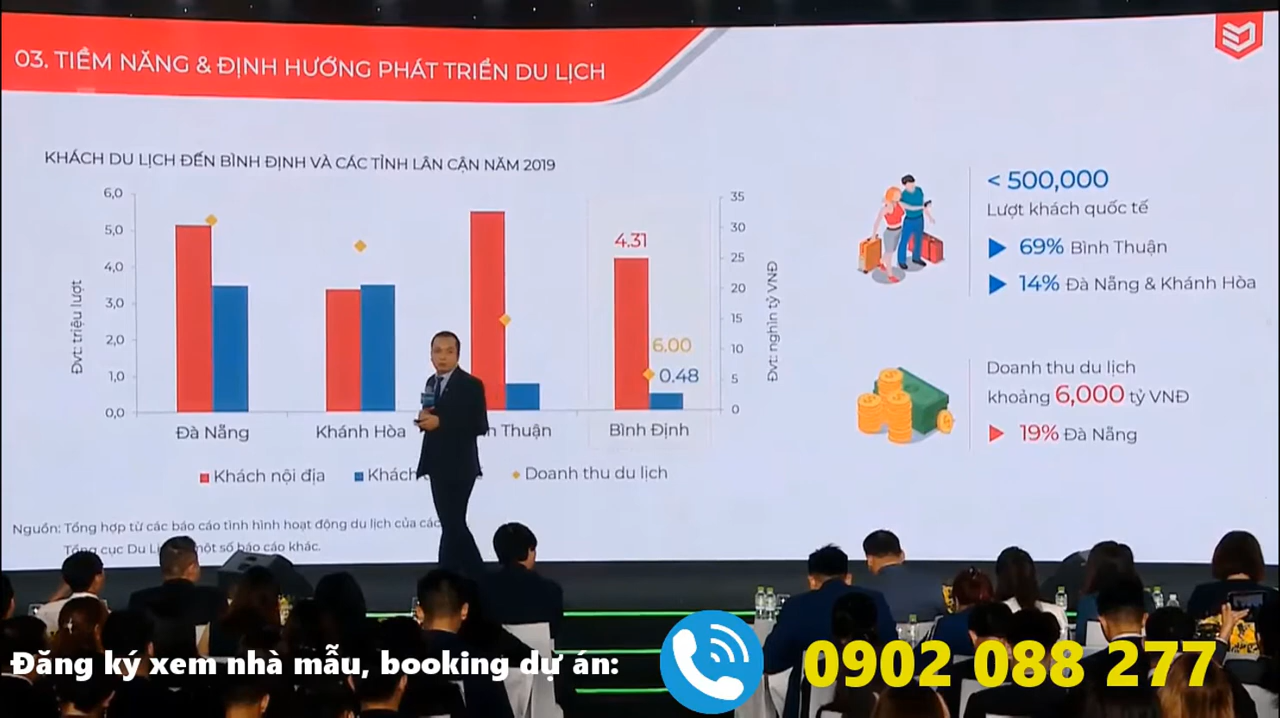 03. TIỀM NĂNG & ĐỊNH HƯỚNG PHÁT TRIỂN DU LỊCH
KHÁCH DU LỊCH ĐẾN BÌNH ĐỊNH VÀ CÁC TỈNH LÂN CẬN NĂM 2019
Đvt: triệu lượt
6,0
5,0
4,0
3,0
2,0
1,0
0,0
4.31
6.00
0.48
35
30
25
20
15
10
5
0
Đvt: nghìn tỷ VNĐ
Đà Nẵng
Khánh Hòa
Thuận
Bình Định
Khách nội địa
Khách
Doanh thu du lịch
Nguồn: Tổng hợp từ các báo cáo tình hình hoạt động du lịch của các
Tổng cục Du một số báo cáo khác.
< 500,000
Lượt khách quốc tế
69% Bình Thuận
14% Đà Nẵng & Khánh Hòa
Doanh thu du lịch
khoảng 6,000 tỷ VNĐ
19% Đà Nẵng
Đăng ký xem nhà mẫu, booking dự án:
0902 088 277